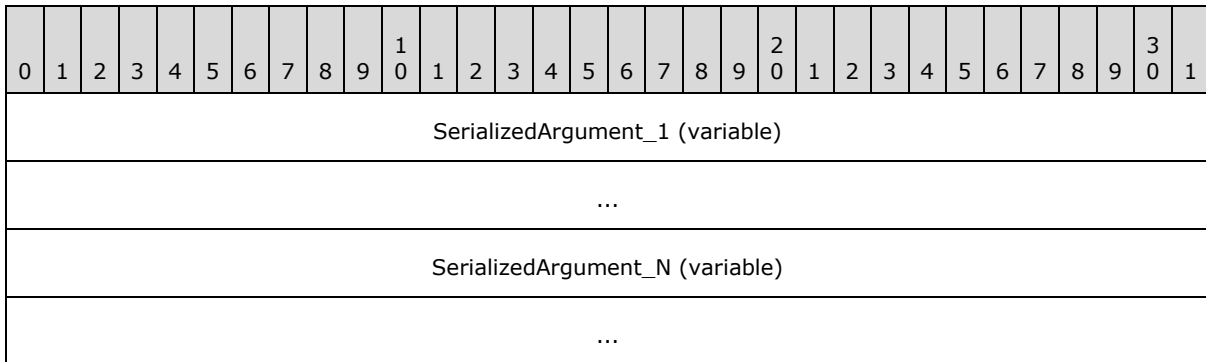 1 2 3
0 1 2 3 4 5 6 7 8 9 0 1 2 3 4 5 6 7 8 9 0 1 2 3 4 5 6 7 8 9 0 1
SerializedArgument_1 (variable)
...
SerializedArgument_N (variable)
...